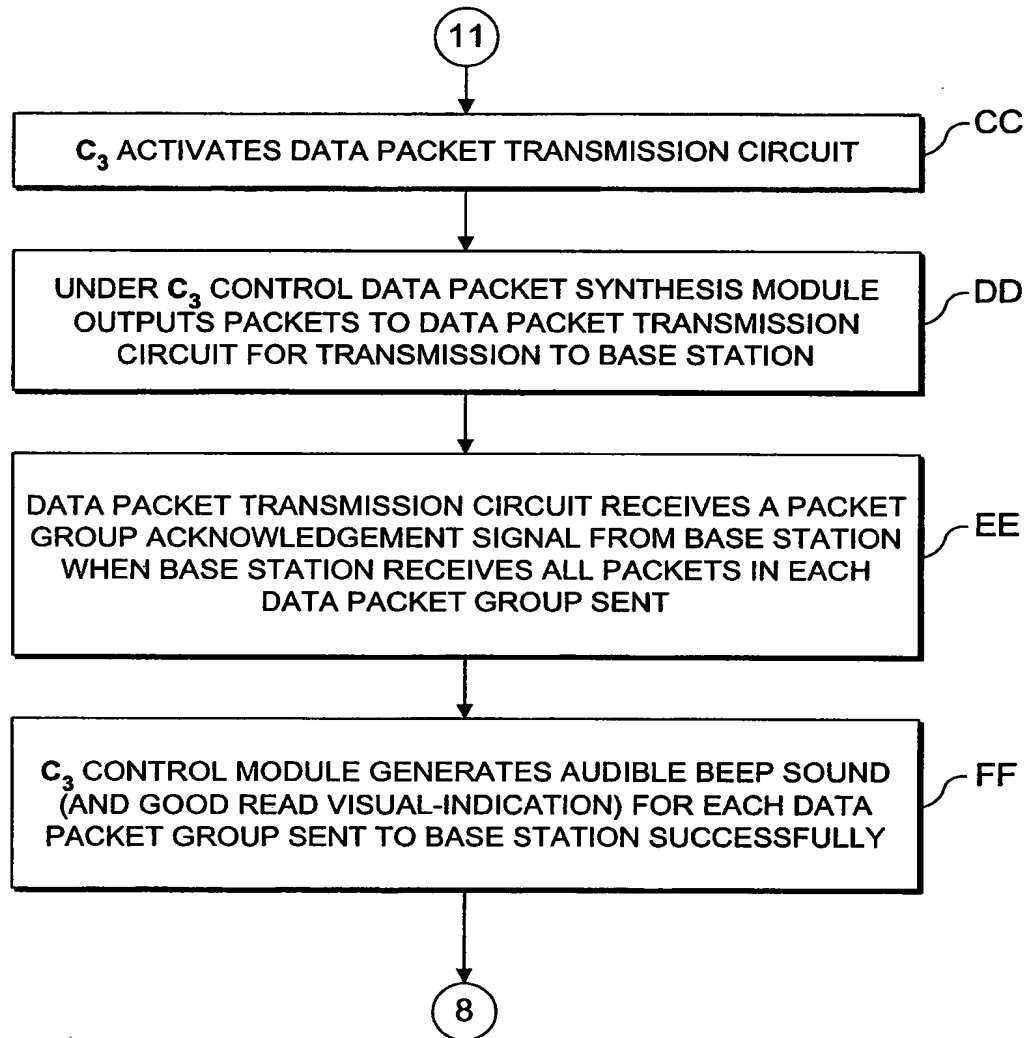 11
C₃ ACTIVATES DATA PACKET TRANSMISSION CIRCUIT
CC
UNDER C₃ CONTROL DATA PACKET SYNTHESIS MODULE
OUTPUTS PACKETS TO DATA PACKET TRANSMISSION
CIRCUIT FOR TRANSMISSION TO BASE STATION
DD
DATA PACKET TRANSMISSION CIRCUIT RECEIVES A PACKET
GROUP ACKNOWLEDGEMENT SIGNAL FROM BASE STATION
WHEN BASE STATION RECEIVES ALL PACKETS IN EACH
DATA PACKET GROUP SENT
EE
C₃ CONTROL MODULE GENERATES AUDIBLE BEEP SOUND
(AND GOOD READ VISUAL-INDICATION) FOR EACH DATA
PACKET GROUP SENT TO BASE STATION SUCCESSFULLY
FF
8